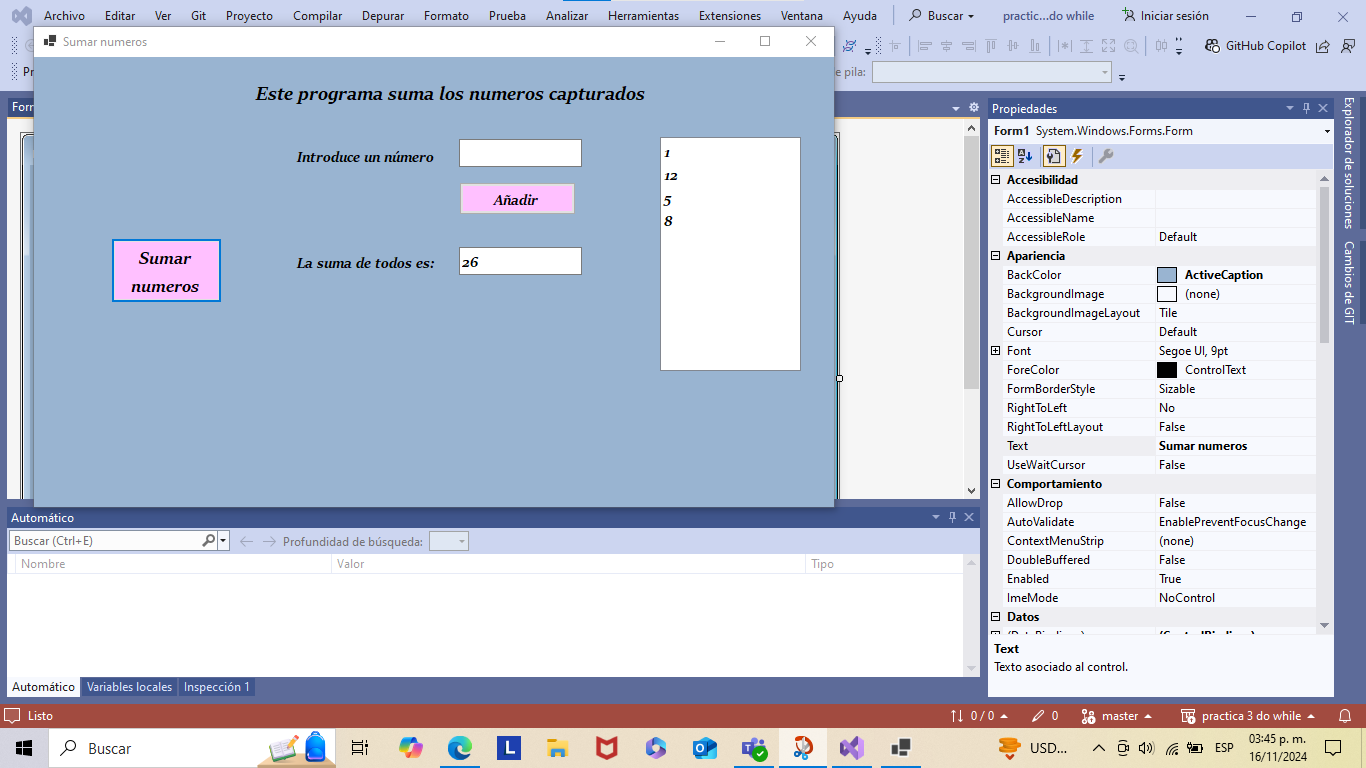 Archivo Editar Ver Git Proyecto Compilar Depurar Formato Prueba Analizar Herramientas Extensiones Ventana Ayuda Buscar practic...do while Iniciar sesión
Sumar numeros
GitHub Copilot
e pila:
Este programa suma los numeros capturados
Introduce un número
Añadir
La suma de todos es:
26
Sumar
numeros
1
12
5
8
Propiedades
Form1 System.Windows.Forms.Form
Accesibilidad
AccessibleDescription
AccessibleName
AccessibleRole Default
Apariencia
BackColor ActiveCaption
BackgroundImage (none)
BackgroundImageLayout Tile
Cursor Default
Font Segoe UI, 9pt
ForeColor ControlText
FormBorderStyle Sizable
RightToLeft No
RightToLeftLayout False
Text Sumar numeros
UseWaitCursor False
Comportamiento
AllowDrop False
AutoValidate EnablePreventFocusChange
ContextMenuStrip (none)
DoubleBuffered False
Enabled True
ImeMode NoControl
Datos
Text
Texto asociado al control.
Explorador de soluciones
Cambios de GIT
Automático
Buscar (Ctrl+E) Profundidad de búsqueda:
Nombre Valor Tipo
Automático Variables locales Inspección 1
Listo 0 / 0 0 master practica 3 do while
Buscar USD... ESP 03:45 p. m.
16/11/2024